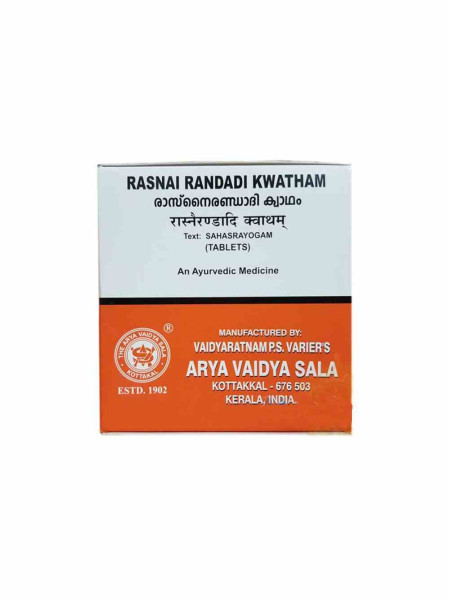 RASNAI RANDADI KWATHAM
രാസ്നൈരണ്ഡാദി ക്വാഥം
रास्नैरण्डादि क्वाथम्
Text: SAHASRAYOGAM
(TABLETS)
An Ayurvedic Medicine
THE ARYA VAIDYA SALA
KOTTAKKAL
®
ESTD. 1902
MANUFACTURED BY:
VAIDYARATNAM P.S. VARIER'S
ARYA VAIDYA SALA
KOTTAKKAL - 676 503
KERALA, INDIA.